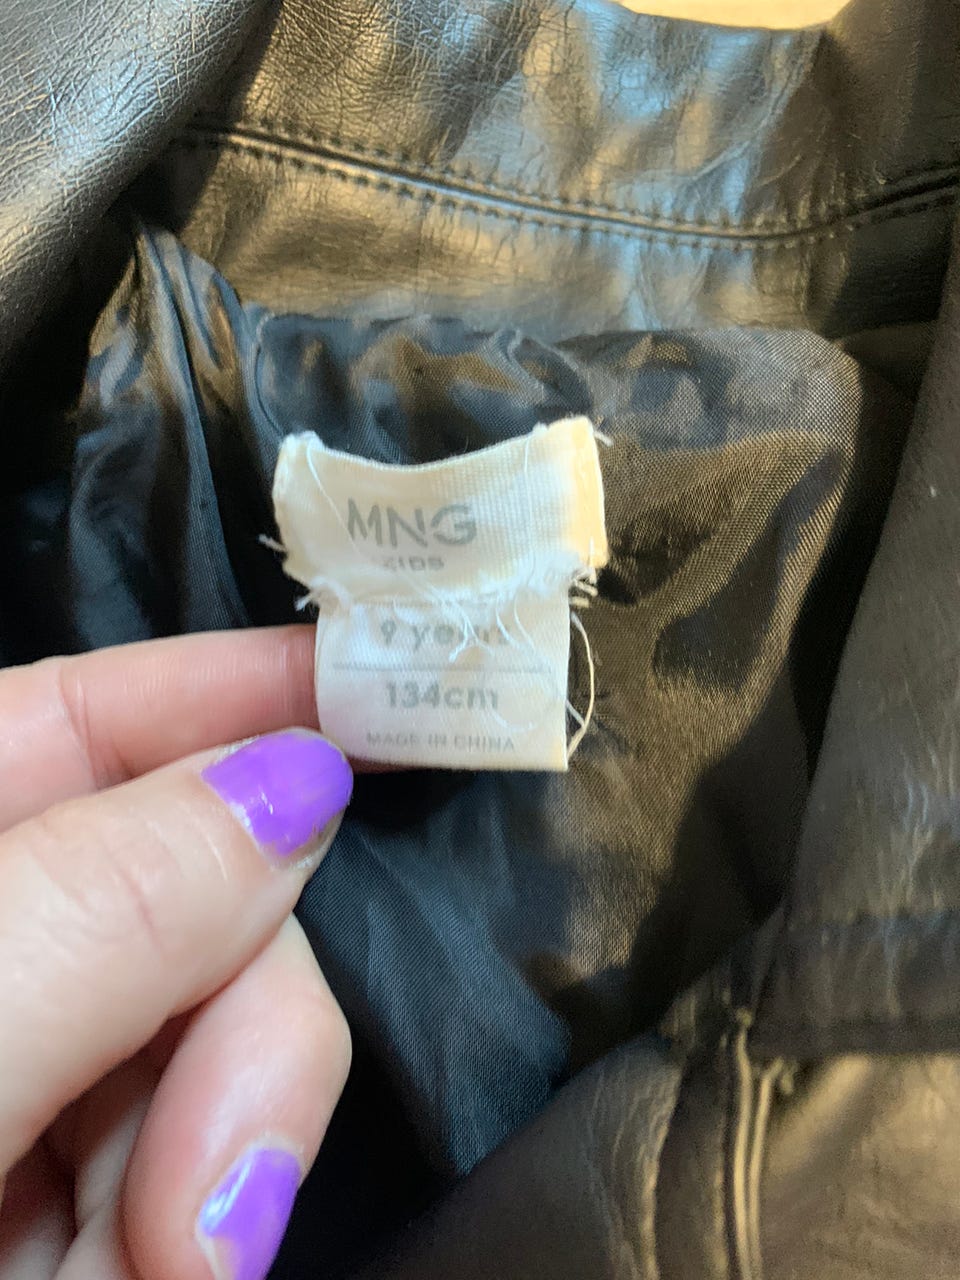 MNG
KIDS
9 years
134cm
MADE IN CHINA